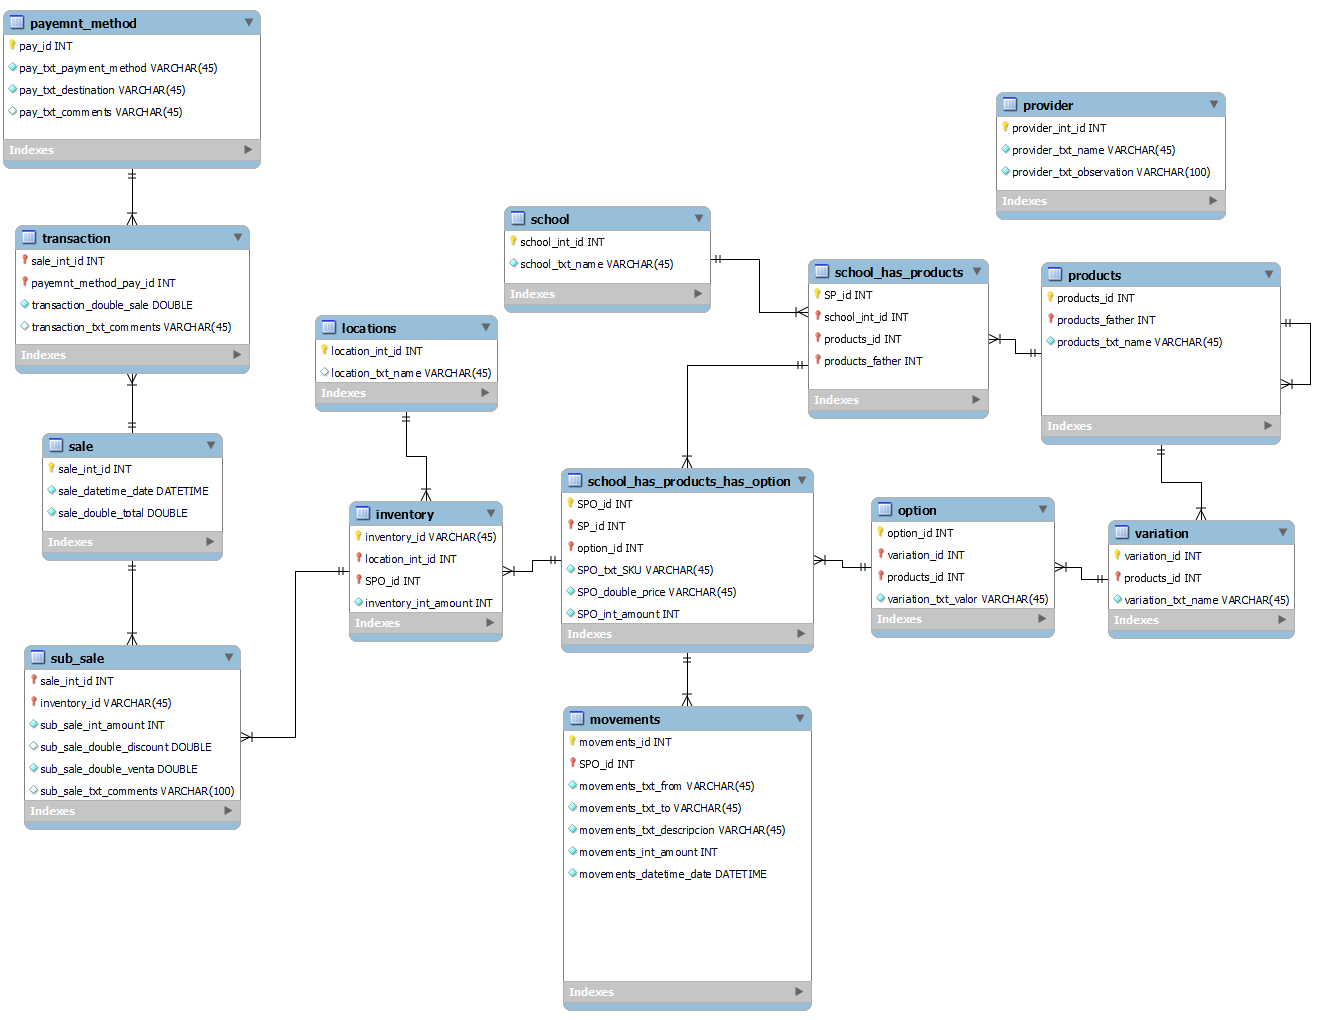 payemnt_method
pay_id INT
pay_txt_payment_method VARCHAR(45)
pay_txt_destination VARCHAR(45)
pay_txt_comments VARCHAR(45)
Indexes
provider
provider_int_id INT
provider_txt_name VARCHAR(45)
provider_txt_observation VARCHAR(100)
Indexes
transaction
sale_int_id INT
payemnt_method_pay_id INT
transaction_double_sale DOUBLE
transaction_txt_comments VARCHAR(45)
Indexes
school
school_int_id INT
school_txt_name VARCHAR(45)
Indexes
school_has_products
SP_id INT
school_int_id INT
products_id INT
products_father INT
Indexes
products
products_id INT
products_father INT
products_txt_name VARCHAR(45)
Indexes
locations
location_int_id INT
location_txt_name VARCHAR(45)
Indexes
sale
sale_int_id INT
sale_datetime_date DATETIME
sale_double_total DOUBLE
Indexes
inventory
inventory_id VARCHAR(45)
location_int_id INT
SPO_id INT
inventory_int_amount INT
Indexes
school_has_products_has_option
SPO_id INT
SP_id INT
option_id INT
SPO_txt_SKU VARCHAR(45)
SPO_double_price VARCHAR(45)
SPO_int_amount INT
Indexes
option
option_id INT
variation_id INT
products_id INT
variation_txt_valor VARCHAR(45)
Indexes
variation
variation_id INT
products_id INT
variation_txt_name VARCHAR(45)
Indexes
sub_sale
sale_int_id INT
inventory_id VARCHAR(45)
sub_sale_int_amount INT
sub_sale_double_discount DOUBLE
sub_sale_double_venta DOUBLE
sub_sale_txt_comments VARCHAR(100)
Indexes
movements
movements_id INT
SPO_id INT
movements_txt_from VARCHAR(45)
movements_txt_to VARCHAR(45)
movements_txt_descripcion VARCHAR(45)
movements_int_amount INT
movements_datetime_date DATETIME
Indexes